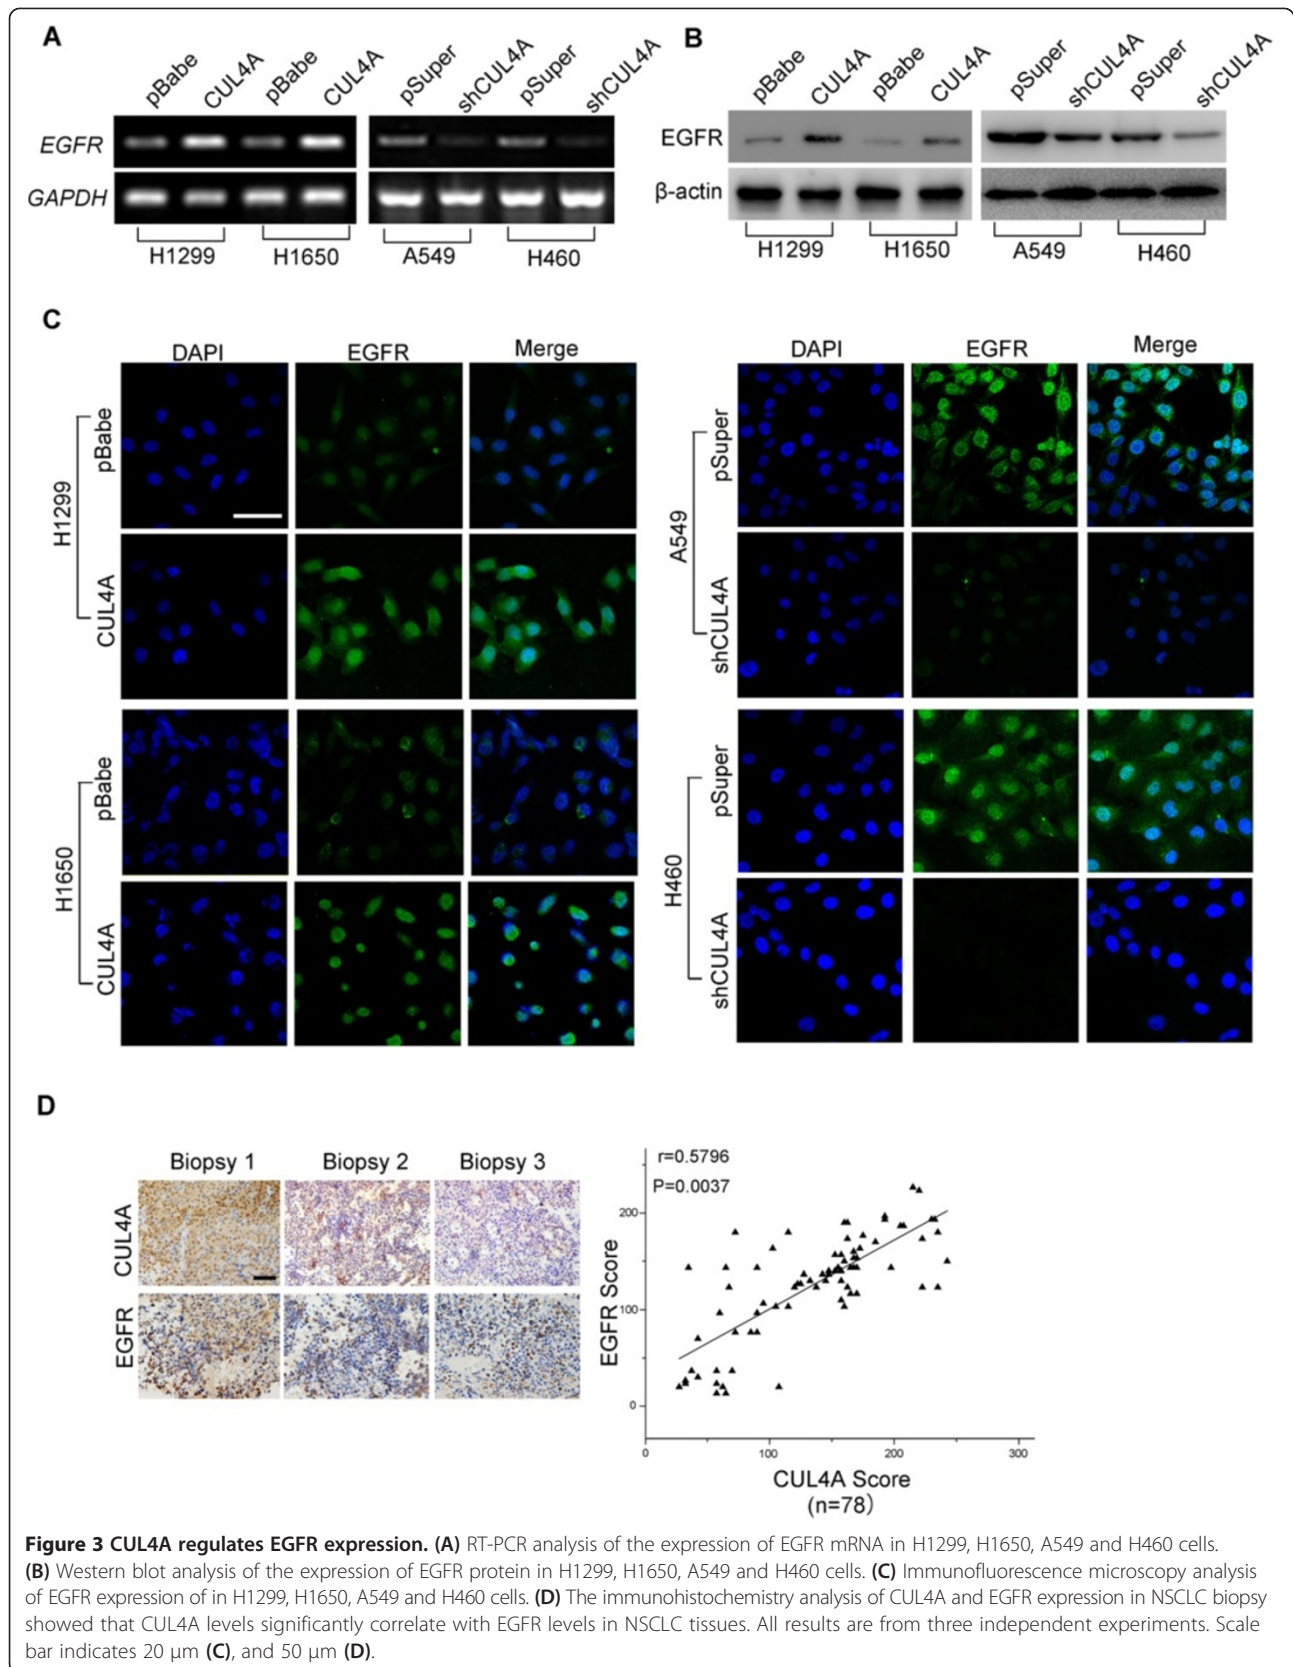 A
pBabe CUL4A pBabe CUL4A pSuper shCUL4A pSuper shCUL4A
EGFR
GAPDH
H1299 H1650 A549 H460
B
pBabe CUL4A pBabe CUL4A pSuper shCUL4A pSuper shCUL4A
EGFR
β-actin
H1299 H1650 A549 H460
C
DAPI EGFR Merge
H1299
pBabe
CUL4A
H1650
pBabe
CUL4A
DAPI EGFR Merge
A549
pSuper
shCUL4A
H460
pSuper
shCUL4A
D
Biopsy 1 Biopsy 2 Biopsy 3
CUL4A
EGFR
r=0.5796
P=0.0037
EGFR Score
200
100
0
0 100 200 300
CUL4A Score
(n=78)
Figure 3 CUL4A regulates EGFR expression. (A) RT-PCR analysis of the expression of EGFR mRNA in H1299, H1650, A549 and H460 cells.
(B) Western blot analysis of the expression of EGFR protein in H1299, H1650, A549 and H460 cells. (C) Immunofluorescence microscopy analysis
of EGFR expression of in H1299, H1650, A549 and H460 cells. (D) The immunohistochemistry analysis of CUL4A and EGFR expression in NSCLC biopsy
showed that CUL4A levels significantly correlate with EGFR levels in NSCLC tissues. All results are from three independent experiments. Scale
bar indicates 20 μm (C), and 50 μm (D).